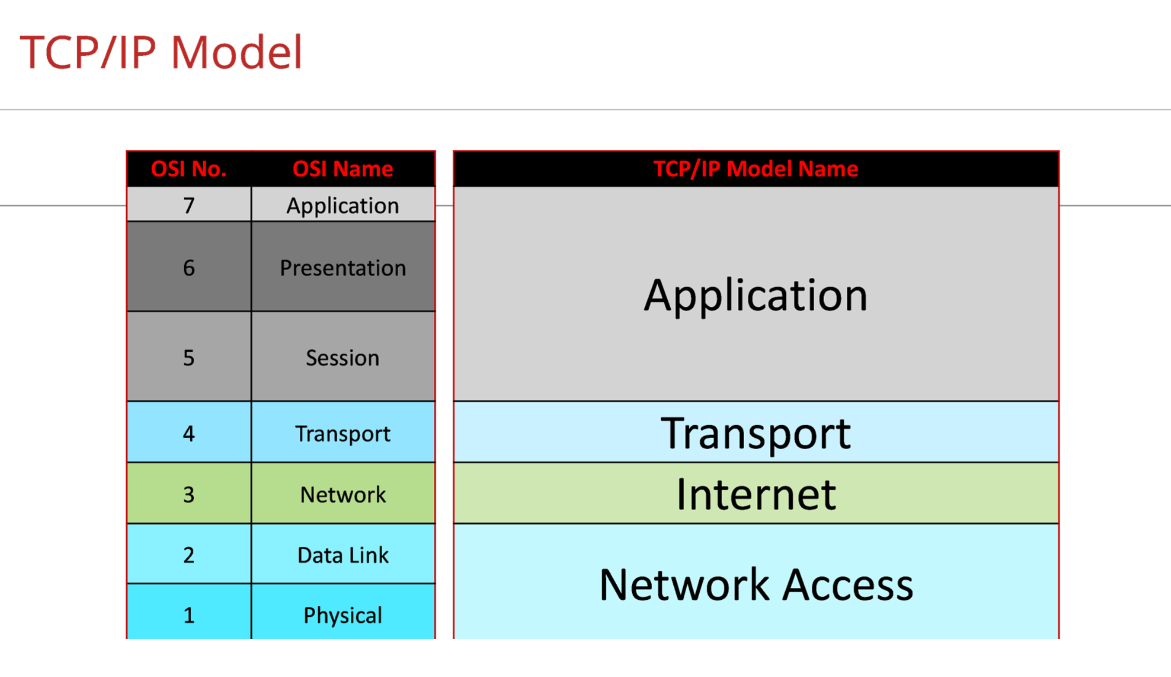 TCP/IP Model
OSI No. OSI Name TCP/IP Model Name
7 Application
6 Presentation
Application
5 Session
4 Transport Transport
3 Network Internet
2 Data Link
Network Access
1 Physical